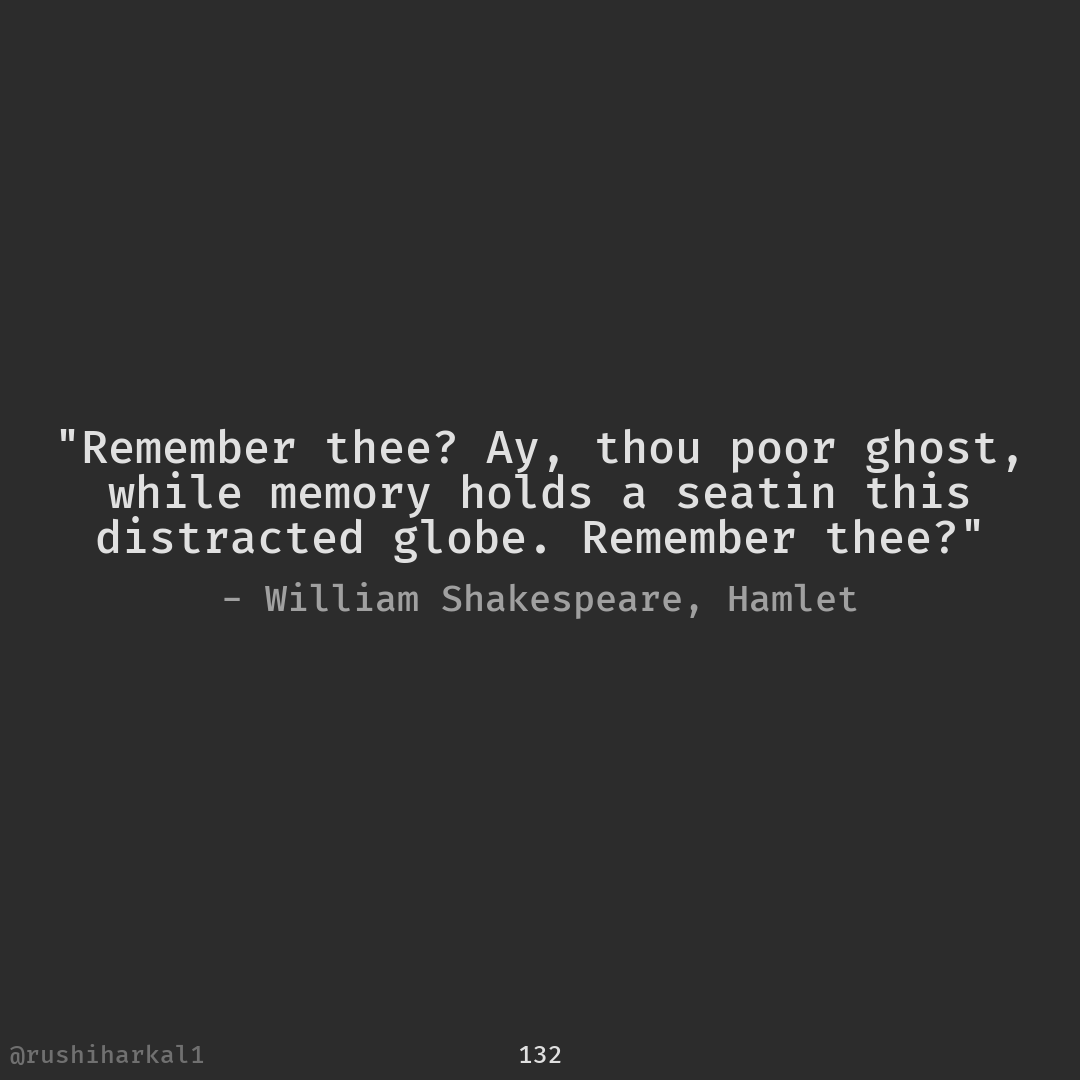 "Remember thee? Ay, thou poor ghost,
while memory holds a seatin this
distracted globe. Remember thee?"
- William Shakespeare, Hamlet
@rushiharkal1
132